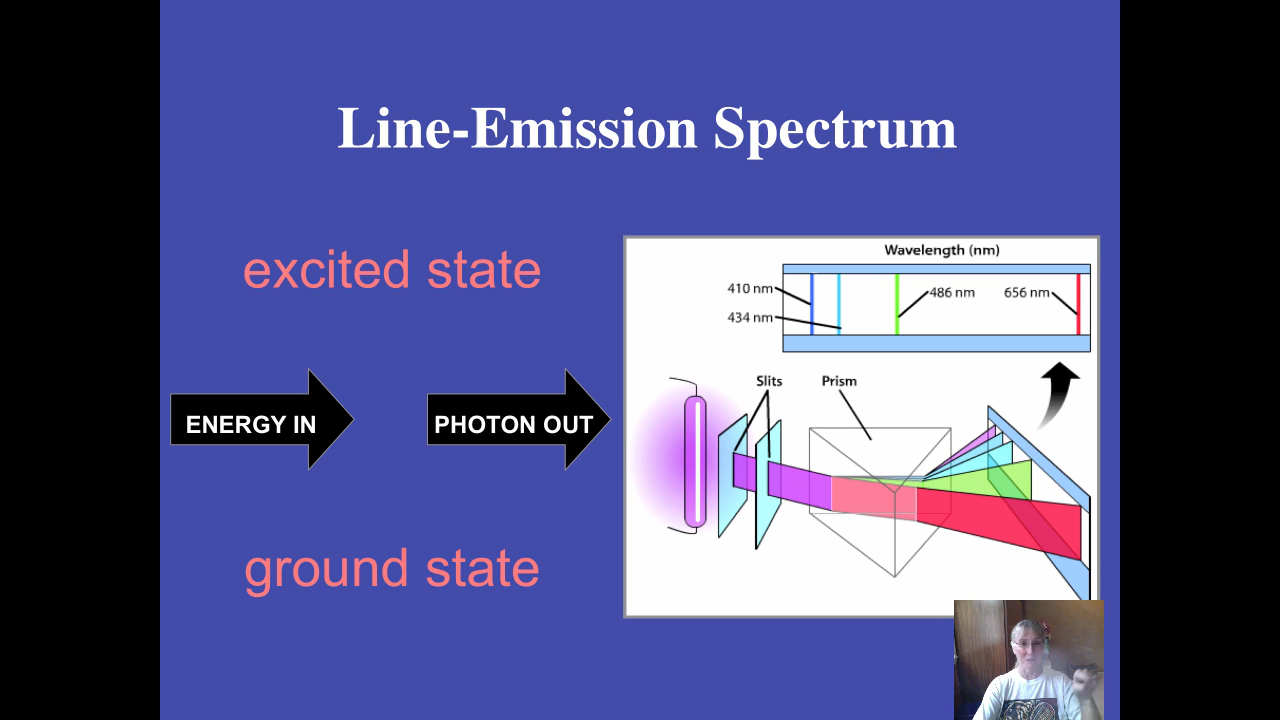 Line-Emission Spectrum
excited state
ENERGY IN
PHOTON OUT
ground state
Wavelength (nm)
410 nm
434 nm
486 nm
656 nm
Slits
Prism